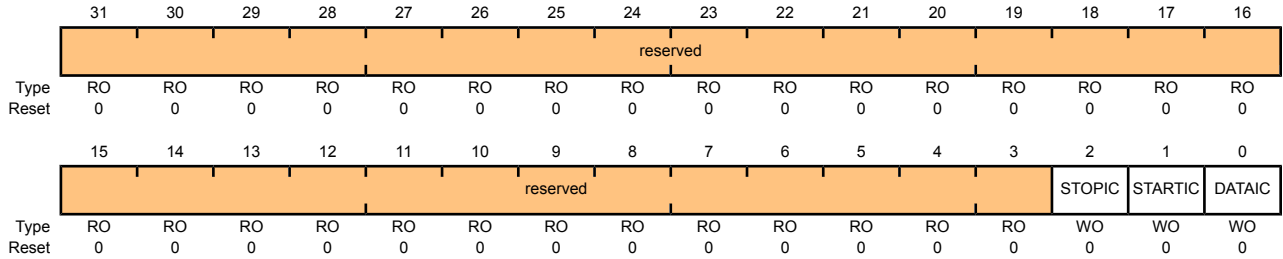 31 30 29 28 27 26 25 24 23 22 21 20 19 18 17 16
reserved
Type RO RO RO RO RO RO RO RO RO RO RO RO RO RO RO RO
Reset 0 0 0 0 0 0 0 0 0 0 0 0 0 0 0 0
15 14 13 12 11 10 9 8 7 6 5 4 3 2 1 0
reserved STOPIC STARTIC DATAIC
Type RO RO RO RO RO RO RO RO RO RO RO RO RO WO WO WO
Reset 0 0 0 0 0 0 0 0 0 0 0 0 0 0 0 0